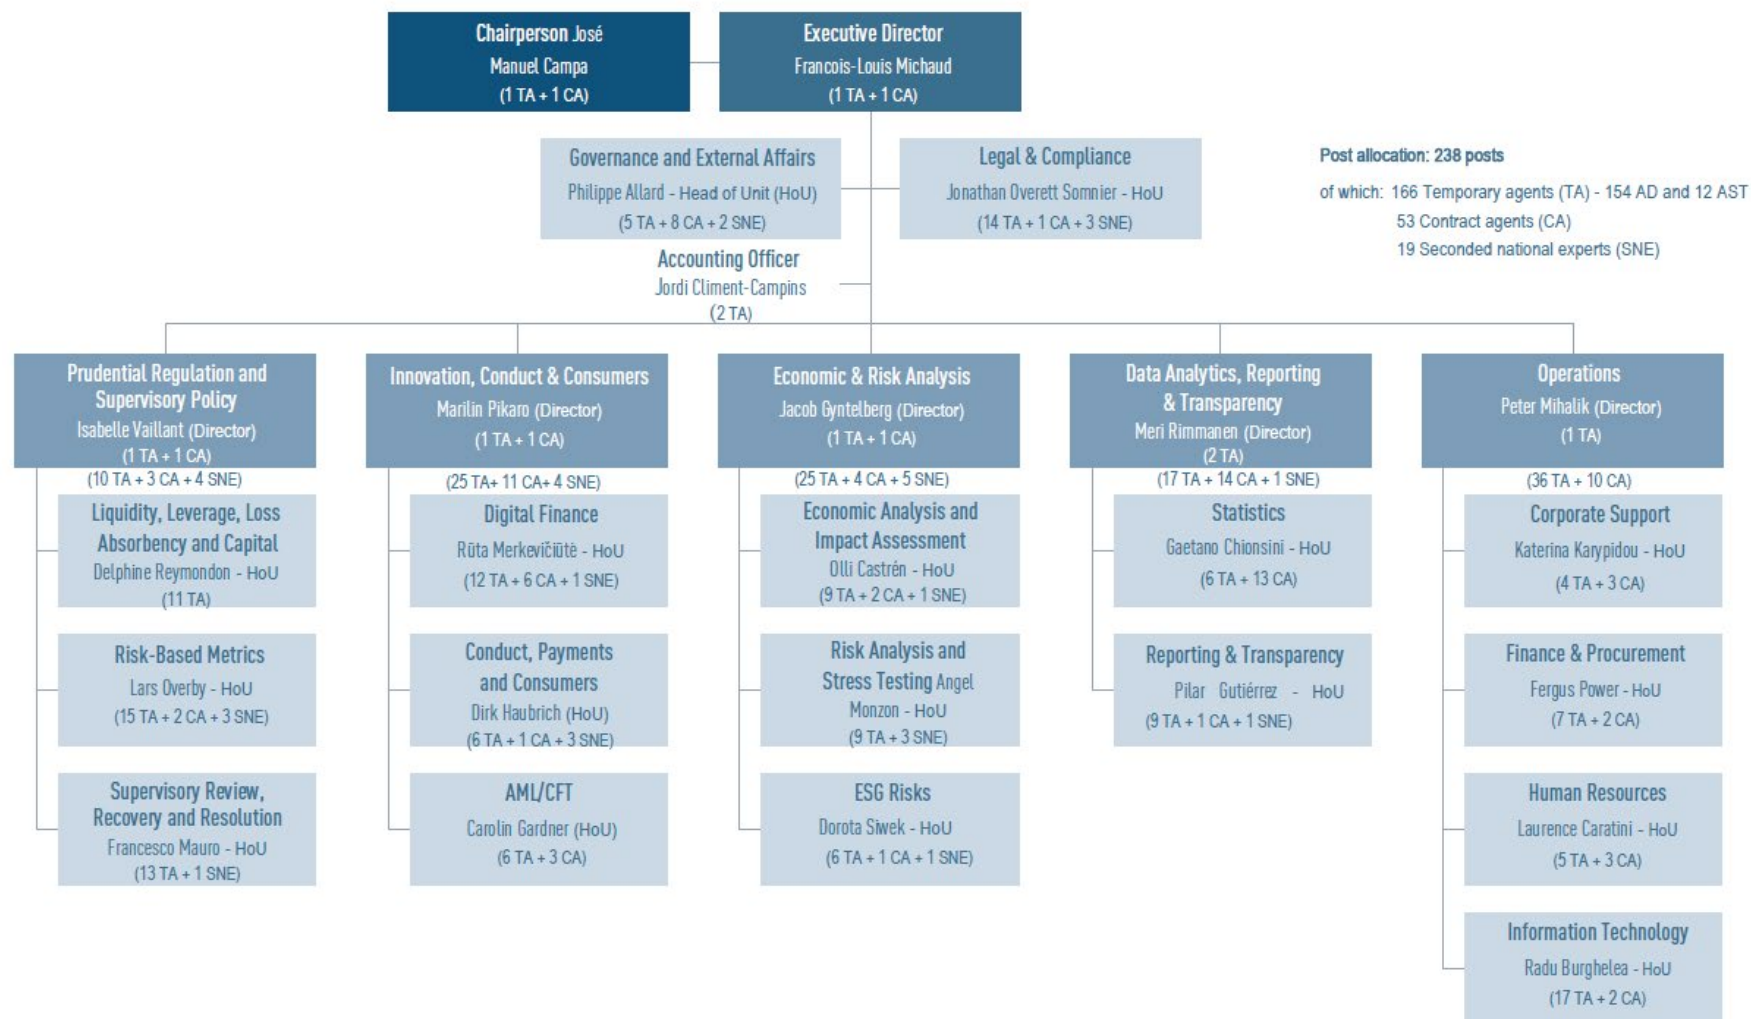 Chairperson José
Manuel Campa
(1 TA + 1 CA)
Executive Director
Francois-Louis Michaud
(1 TA + 1 CA)
Governance and External Affairs
Philippe Allard - Head of Unit (HoU)
(5 TA + 8 CA + 2 SNE)
Legal & Compliance
Jonathan Overett Somnier - HoU
(14 TA + 1 CA + 3 SNE)
Post allocation: 238 posts
of which: 166 Temporary agents (TA) - 154 AD and 12 AST
53 Contract agents (CA)
19 Seconded national experts (SNE)
Accounting Officer
Jordi Climent-Campins
(2 TA)
Prudential Regulation and
Supervisory Policy
Isabelle Vaillant (Director)
(1 TA + 1 CA)
(10 TA + 3 CA + 4 SNE)
Liquidity, Leverage, Loss
Absorbency and Capital
Delphine Reymondon - HoU
(11 TA)
Risk-Based Metrics
Lars Overby - HoU
(15 TA + 2 CA + 3 SNE)
Supervisory Review,
Recovery and Resolution
Francesco Mauro - HoU
(13 TA + 1 SNE)
Innovation, Conduct & Consumers
Marilin Pikaro (Director)
(1 TA + 1 CA)
(25 TA+ 11 CA+ 4 SNE)
Digital Finance
Rūta Merkevičiūtė - HoU
(12 TA + 6 CA + 1 SNE)
Conduct, Payments
and Consumers
Dirk Haubrich (HoU)
(6 TA + 1 CA + 3 SNE)
AML/CFT
Carolin Gardner (HoU)
(6 TA + 3 CA)
Economic & Risk Analysis
Jacob Gyntelberg (Director)
(1 TA + 1 CA)
(25 TA + 4 CA + 5 SNE)
Economic Analysis and
Impact Assessment
Olli Castrén - HoU
(9 TA + 2 CA + 1 SNE)
Risk Analysis and
Stress Testing Angel
Monzon - HoU
(9 TA + 3 SNE)
ESG Risks
Dorota Siwek - HoU
(6 TA + 1 CA + 1 SNE)
Data Analytics, Reporting
& Transparency
Meri Rimmanen (Director)
(2 TA)
(17 TA + 14 CA + 1 SNE)
Statistics
Gaetano Chionsini - HoU
(6 TA + 13 CA)
Reporting & Transparency
Pilar Gutiérrez - HoU
(9 TA + 1 CA + 1 SNE)
Operations
Peter Mihalik (Director)
(1 TA)
(36 TA + 10 CA)
Corporate Support
Katerina Karypidou - HoU
(4 TA + 3 CA)
Finance & Procurement
Fergus Power - HoU
(7 TA + 2 CA)
Human Resources
Laurence Caratini - HoU
(5 TA + 3 CA)
Information Technology
Radu Burghelea - HoU
(17 TA + 2 CA)